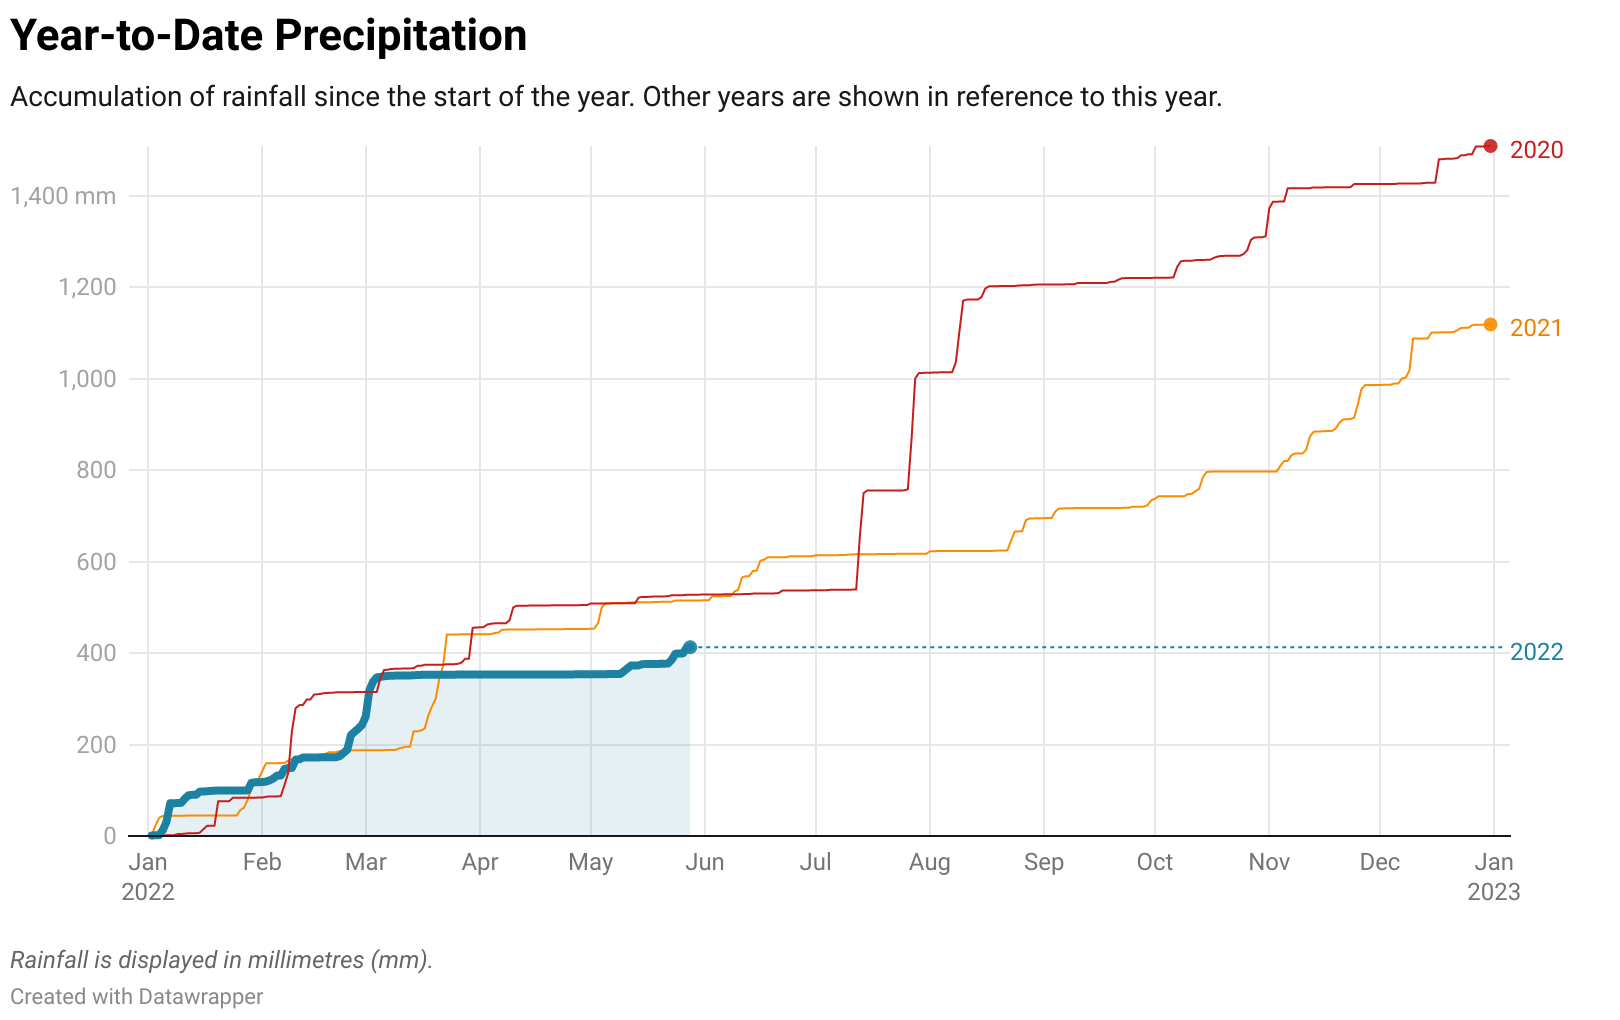 Year-to-Date Precipitation
Accumulation of rainfall since the start of the year. Other years are shown in reference to this year.
2020
1,400 mm
1,200
2021
1,000
800
600
400
2022
200
0
Jan Feb Mar Apr May Jun Jul Aug Sep Oct Nov Dec Jan
2022 2023
Rainfall is displayed in millimetres (mm).
Created with Datawrapper